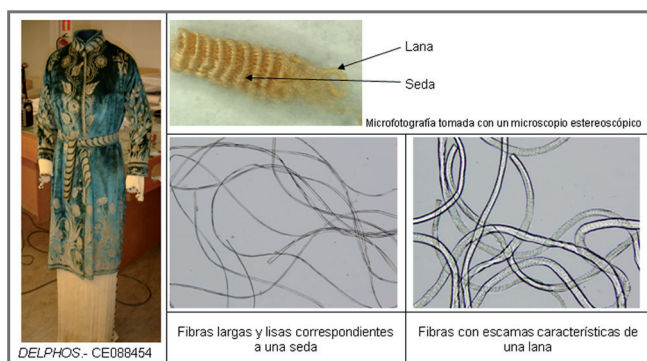 Lana
Seda
Microfotografía tomada con un microscopio estereoscópico
DELPHOS.- CE088454
Fibras largas y lisas correspondientes
a una seda
Fibras con escamas características de
una lana